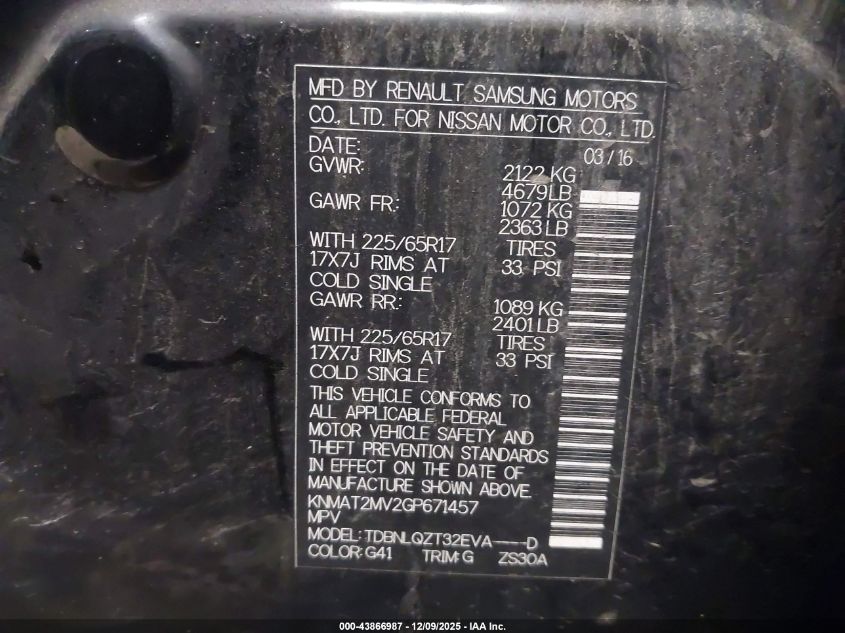 MFD BY RENAULT SAMSUNG MOTORS
CO., LTD. FOR NISSAN MOTOR CO., LTD.
DATE: 03 / 16
GVWR: 2122 KG
4679LB
GAWR FR.: 1072 KG
2363 LB
WITH 225/65R17 TIRES
17X7J RIMS AT 33 PSI
COLD SINGLE
GAWR RR.: 1089 KG
2401 LB
WITH 225/65R17 TIRES
17X7J RIMS AT 33 PSI
COLD SINGLE
THIS VEHICLE CONFORMS TO
ALL APPLICABLE FEDERAL
MOTOR VEHICLE SAFETY AND
THEFT PREVENTION STANDARDS
IN EFFECT ON THE DATE OF
MANUFACTURE SHOWN ABOVE.
KNMAT2MV2GP671457
MPV
MODEL: TDBNLQZT32EVA----D
COLOR: G41 TRIM: G ZS30A
000-43866987 - 12/09/2025 - IAA Inc.